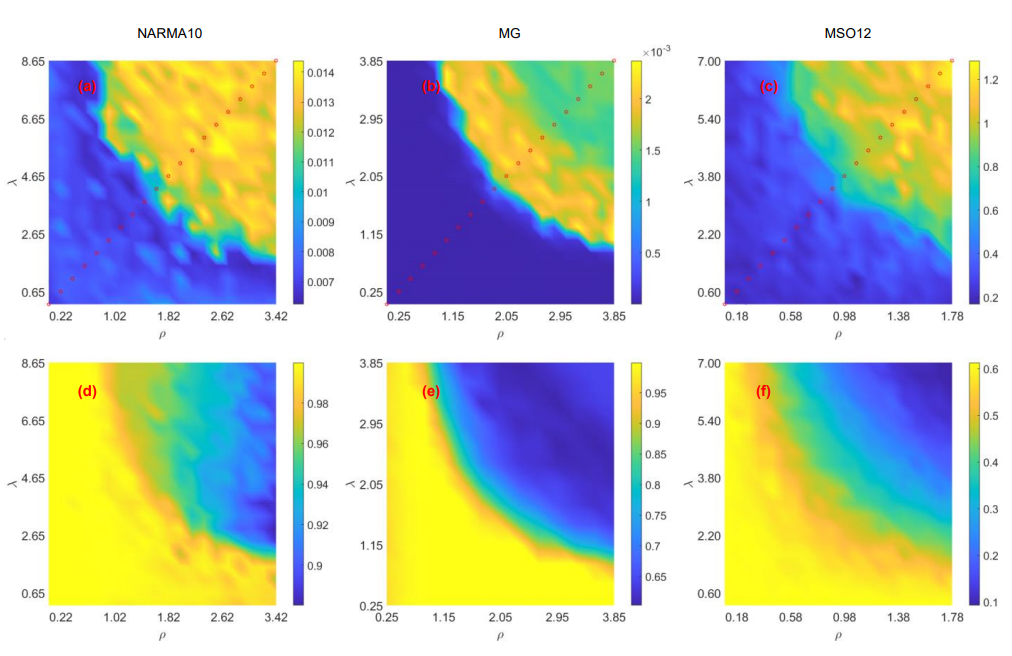 NARMA10 MG MSO12
×10⁻³
8.65 (a) 0.014 3.85 (b) 2 7.00 (c) 1.2
6.65 0.013 2.95 1.5 5.40 1
0.012 0.8
λ 4.65 0.011 λ 2.05 1 λ 3.80 0.6
0.01
2.65 0.009 1.15 0.5 2.20 0.4
0.008
0.65 0.007 0.25 0.60 0.2
0.22 1.02 1.82 2.62 3.42 0.25 1.15 2.05 2.95 3.85 0.18 0.58 0.98 1.38 1.78
ρ ρ ρ
8.65 (d) 0.98 3.85 (e) 0.95 7.00 (f) 0.6
6.65 0.96 2.95 0.9 5.40 0.5
0.85
λ 4.65 0.94 λ 2.05 0.8 λ 3.80 0.4
0.75 0.3
2.65 0.92 1.15 0.7 2.20 0.2
0.65 0.9 0.25 0.65 0.60 0.1
0.22 1.02 1.82 2.62 3.42 0.25 1.15 2.05 2.95 3.85 0.18 0.58 0.98 1.38 1.78
ρ ρ ρ